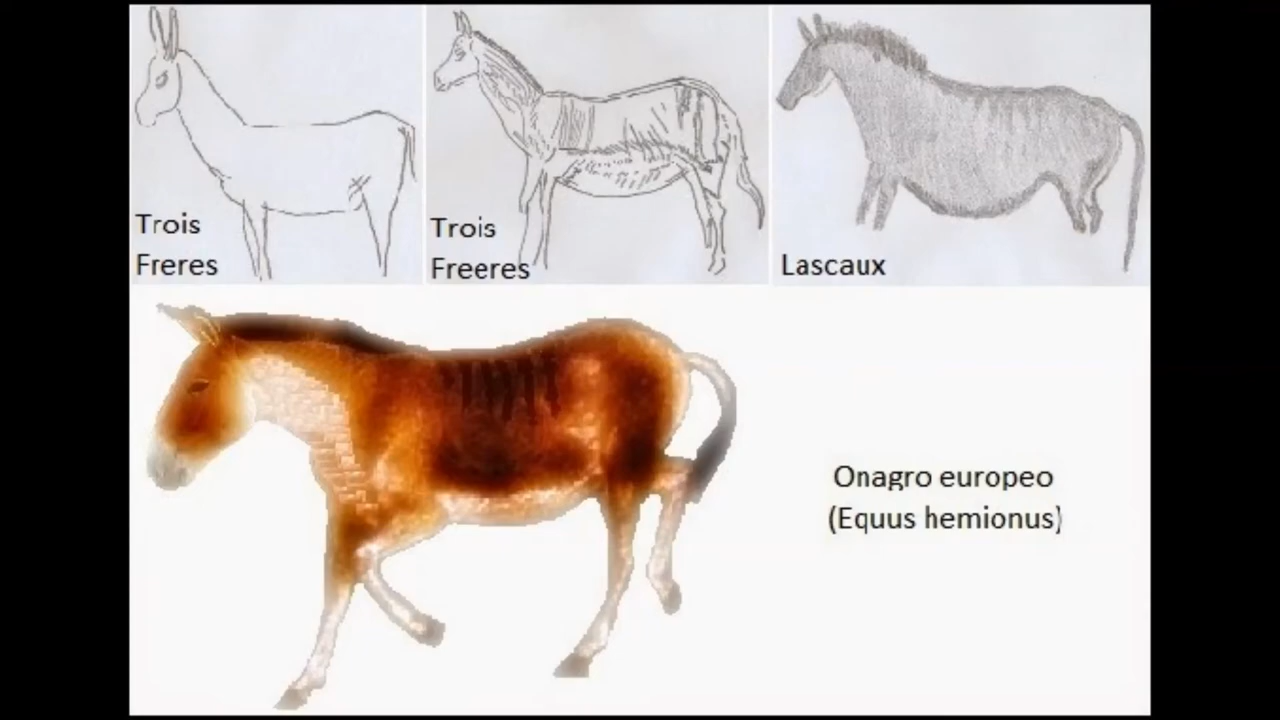 Trois
Freres
Trois
Freeres
Lascaux
Onagro europeo
(Equus hemionus)